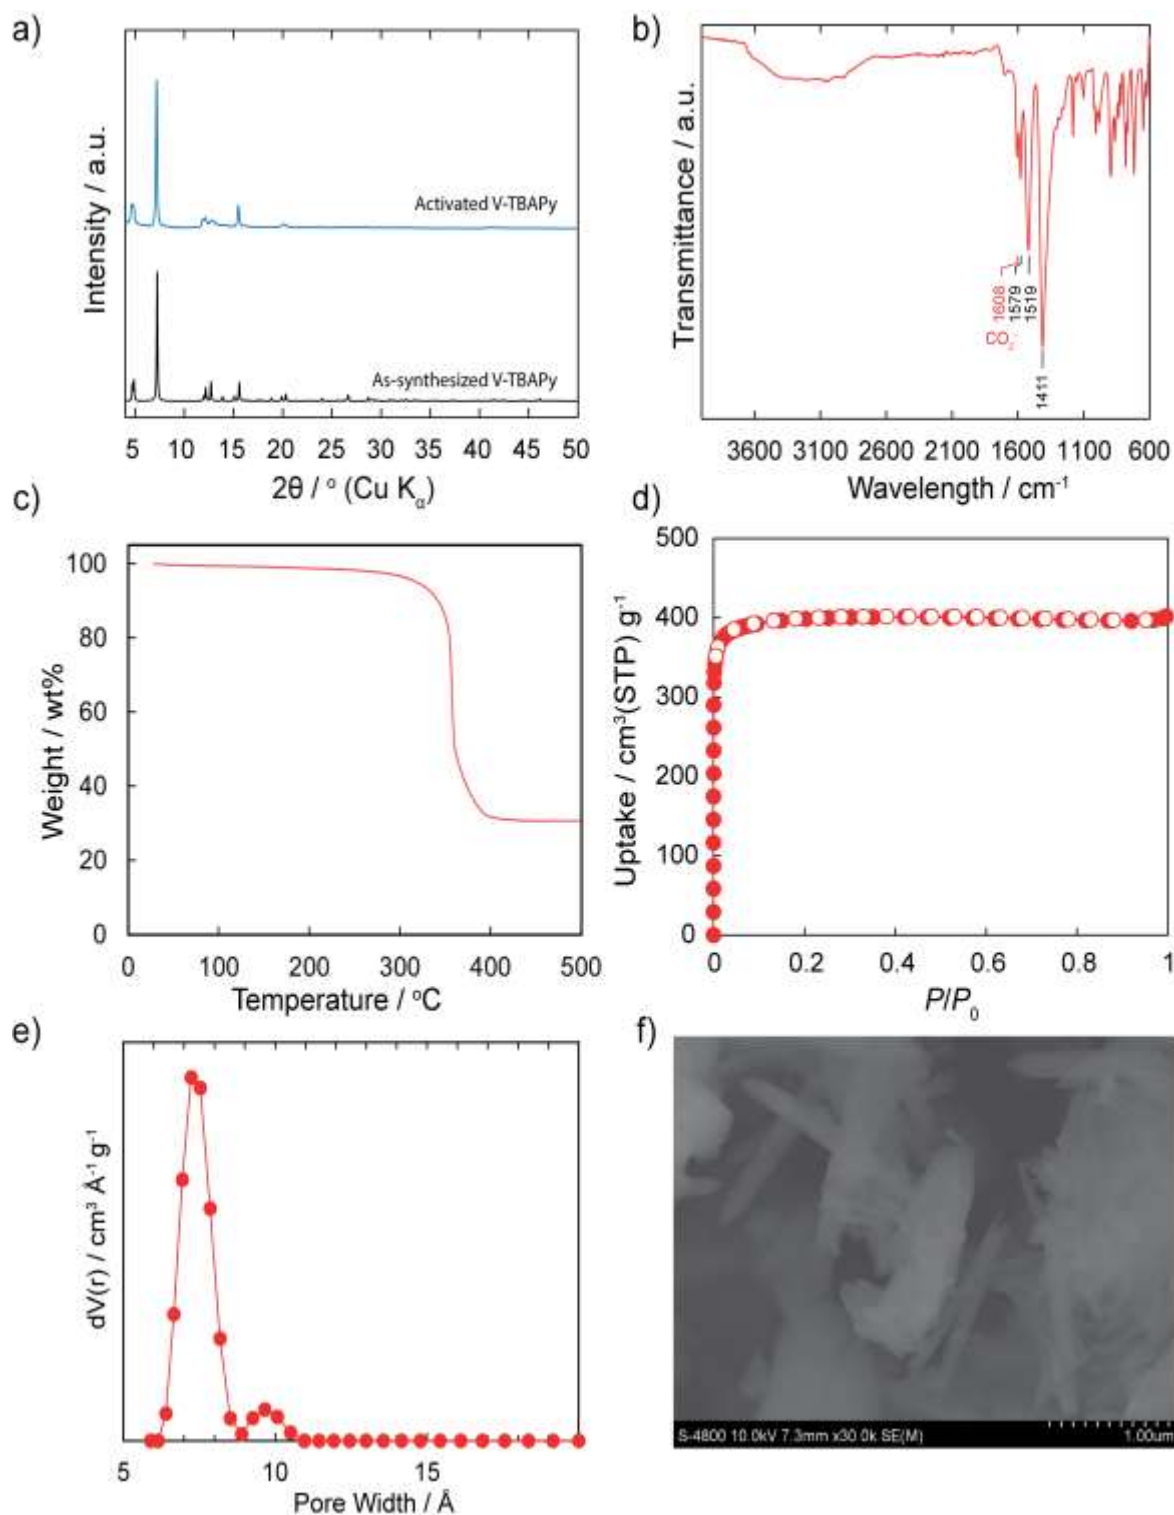 a)
Intensity / a.u.
Activated V-TBAPy
As-synthesized V-TBAPy
5 10 15 20 25 30 35 40 45 50
2θ / ° (Cu Kα)
b)
Transmittance / a.u.
CO₂ 1608
1579
1519
1411
3600 3100 2600 2100 1600 1100 600
Wavelength / cm⁻¹
c)
Weight / wt%
100
80
60
40
20
0
0 100 200 300 400 500
Temperature / °C
d)
Uptake / cm³(STP) g⁻¹
500
400
300
200
100
0
0 0.2 0.4 0.6 0.8 1
P/P₀
e)
dV(r) / cm³ Å⁻¹ g⁻¹
5 10 15
Pore Width / Å
f)
S-4800 10.0kV 7.3mm x30.0k SE(M)
1.00um